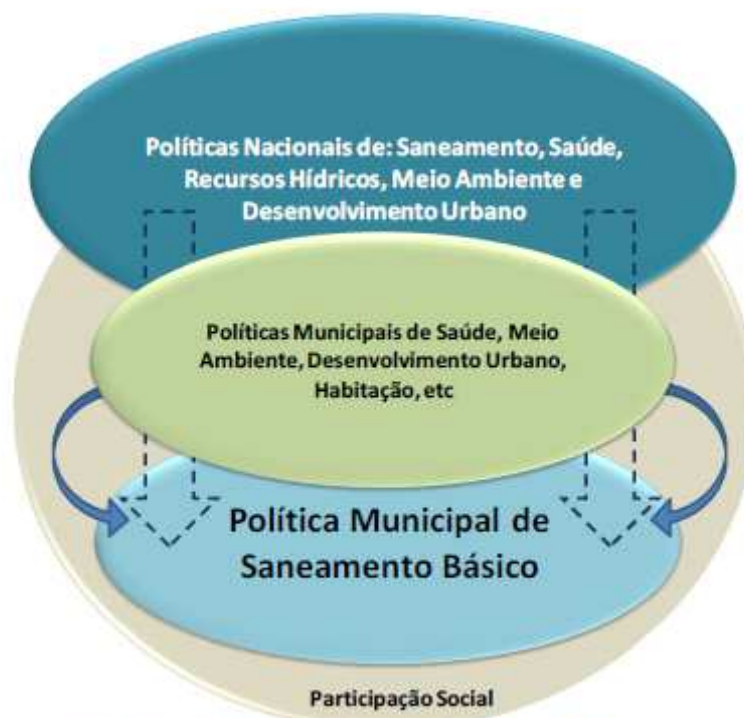 Políticas Nacionais de: Saneamento, Saúde,
Recursos Hídricos, Meio Ambiente e
Desenvolvimento Urbano
Políticas Municipais de Saúde, Meio
Ambiente, Desenvolvimento Urbano,
Habitação, etc
Política Municipal de
Saneamento Básico
Participação Social